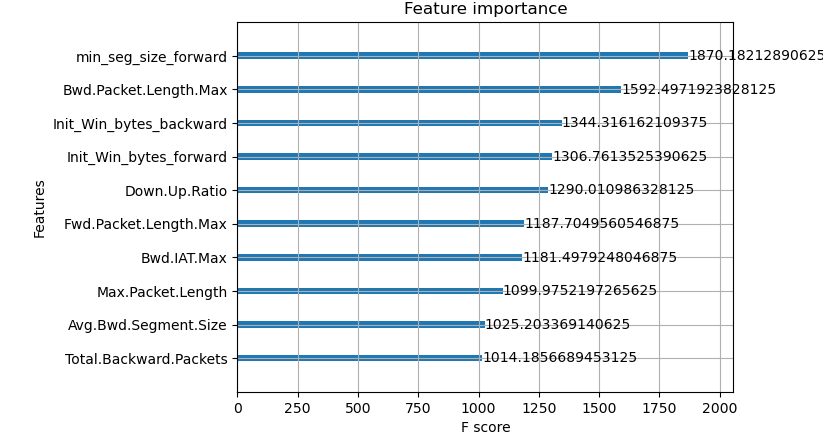 Feature importance
min_seg_size_forward 1870.18212890625
Bwd.Packet.Length.Max 1592.4971923828125
Init_Win_bytes_backward 1344.316162109375
Init_Win_bytes_forward 1306.7613525390625
Down.Up.Ratio 1290.010986328125
Fwd.Packet.Length.Max 1187.7049560546875
Bwd.IAT.Max 1181.4979248046875
Max.Packet.Length 1099.9752197265625
Avg.Bwd.Segment.Size 1025.203369140625
Total.Backward.Packets 1014.1856689453125
Features
0 250 500 750 1000 1250 1500 1750 2000
F score